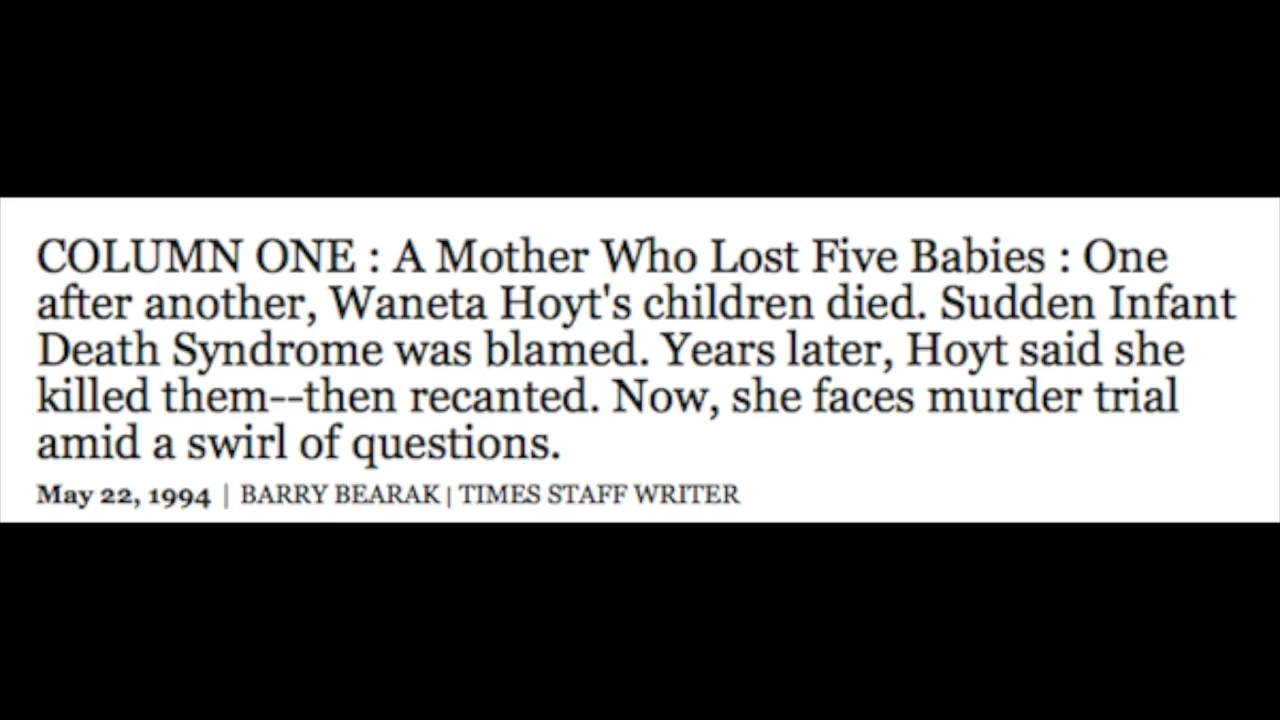 COLUMN ONE : A Mother Who Lost Five Babies : One
after another, Waneta Hoyt's children died. Sudden Infant
Death Syndrome was blamed. Years later, Hoyt said she
killed them--then recanted. Now, she faces murder trial
amid a swirl of questions.
May 22, 1994 | BARRY BEARAK | TIMES STAFF WRITER